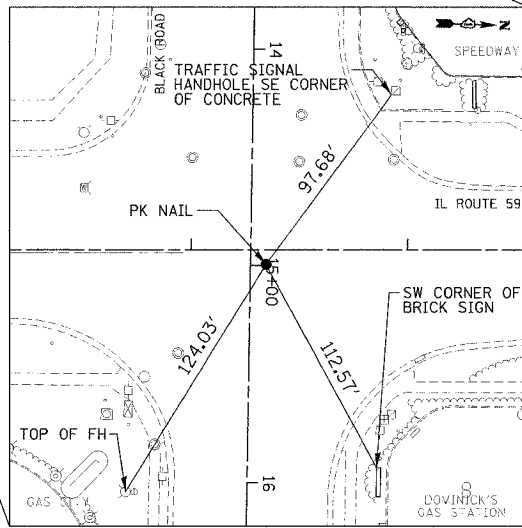 BLACK ROAD
14
N
SPEEDWAY
TRAFFIC SIGNAL
HANDHOLE SE CORNER
OF CONCRETE
97.68'
IL ROUTE 59
PK NAIL
15+00
SW CORNER OF
BRICK SIGN
124.03'
112.57'
TOP OF FH
16
GAS CITY
DOMINICK'S
GAS STATION